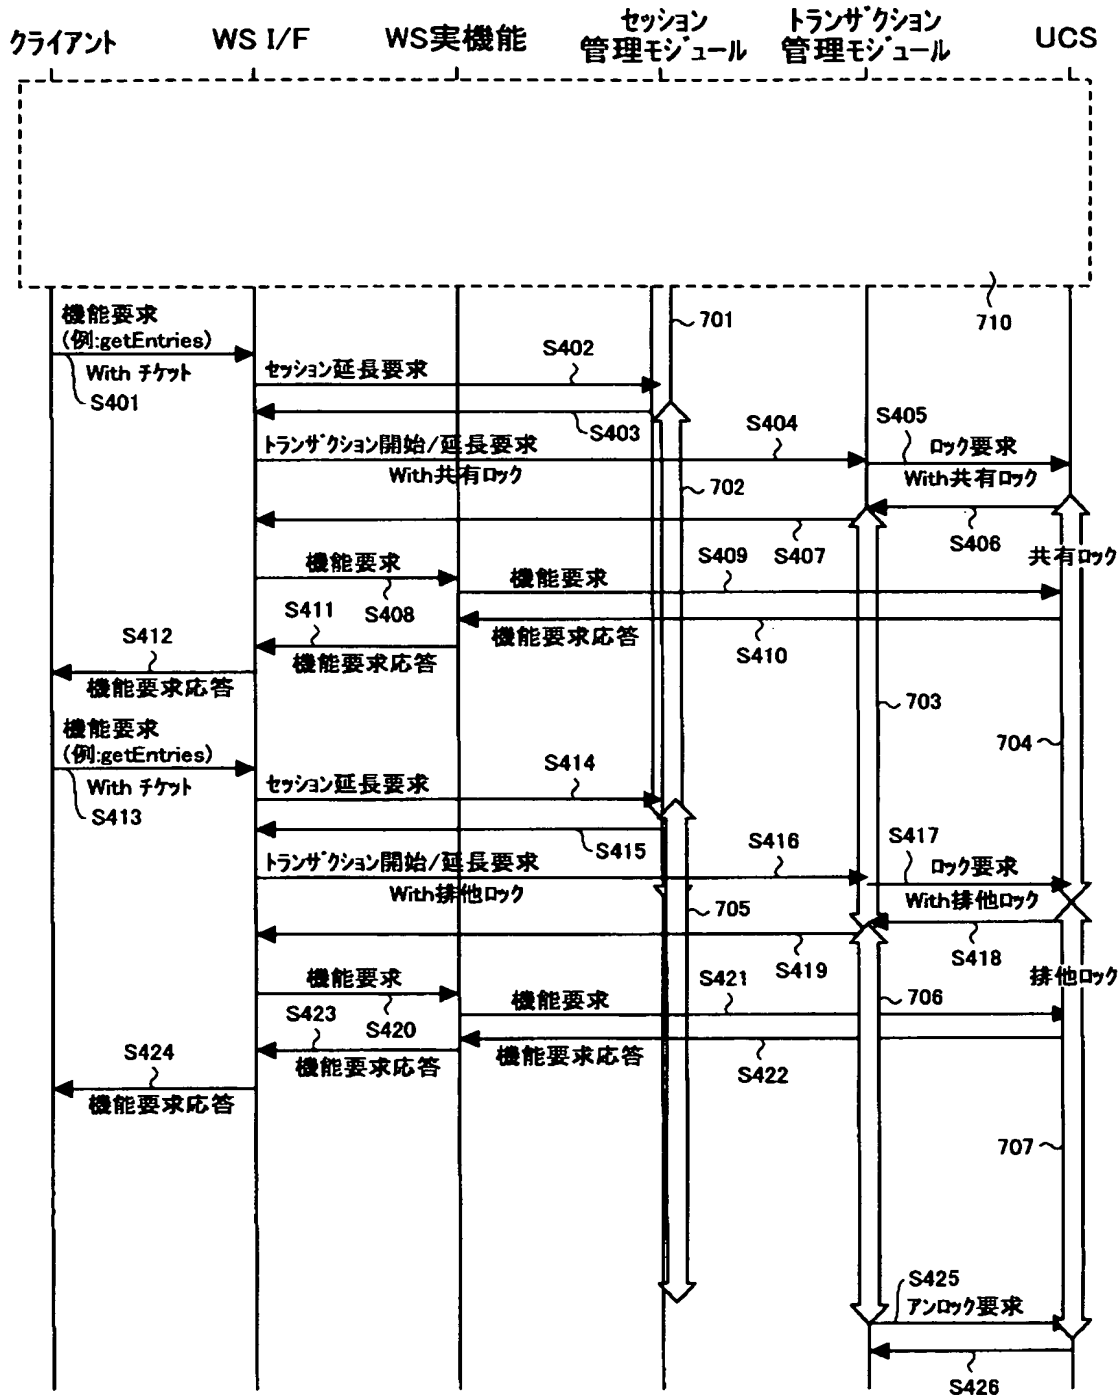 クライアント
WS I/F
WS実機能
セッション
管理モジュール
トランザクション
管理モジュール
UCS
710
701
機能要求
(例:getEntries)
With チケット
S401
セッション延長要求
S402
S403
トランザクション開始/延長要求
With共有ロック
S404
S405
ロック要求
With共有ロック
702
S406
S407
共有ロック
機能要求
S408
機能要求
S409
機能要求応答
S410
S411
機能要求応答
S412
機能要求応答
703
704
機能要求
(例:getEntries)
With チケット
S413
セッション延長要求
S414
S415
トランザクション開始/延長要求
With排他ロック
S416
S417
ロック要求
With排他ロック
705
S418
S419
排他ロック
機能要求
S420
機能要求
S421
706
機能要求応答
S422
S423
機能要求応答
S424
機能要求応答
707
S425
アンロック要求
S426